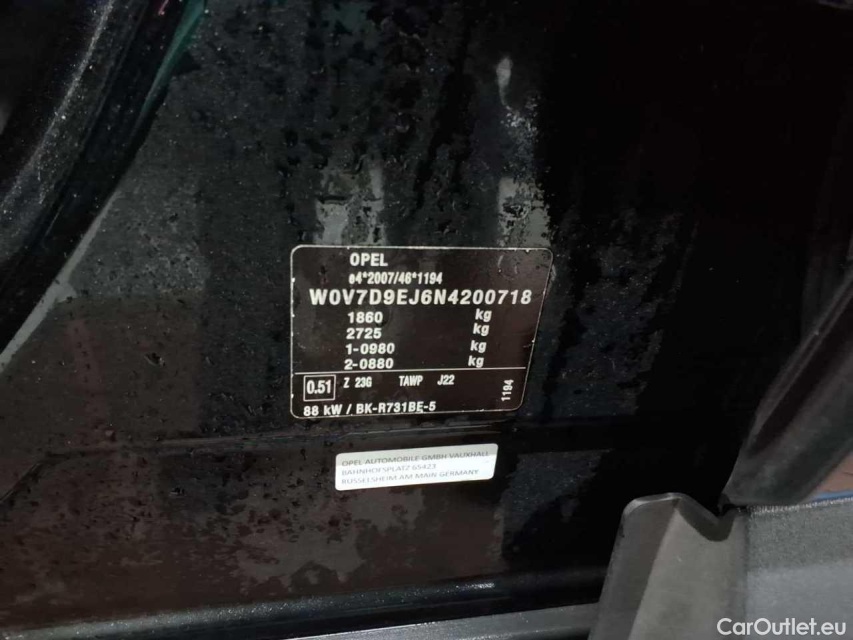 OPEL
e4*2007/46*1194
W0V7D9EJ6N4200718
1860 kg
2725 kg
1-0980 kg
2-0880 kg
0.51 Z 23G TAWP J22
1194
88 kW / BK-R731BE-5
OPEL AUTOMOBILE GMBH VAUXHALL
BAHNHOFSPLATZ 65423
RUSSELSHEIM AM MAIN GERMANY
CarOutlet.eu